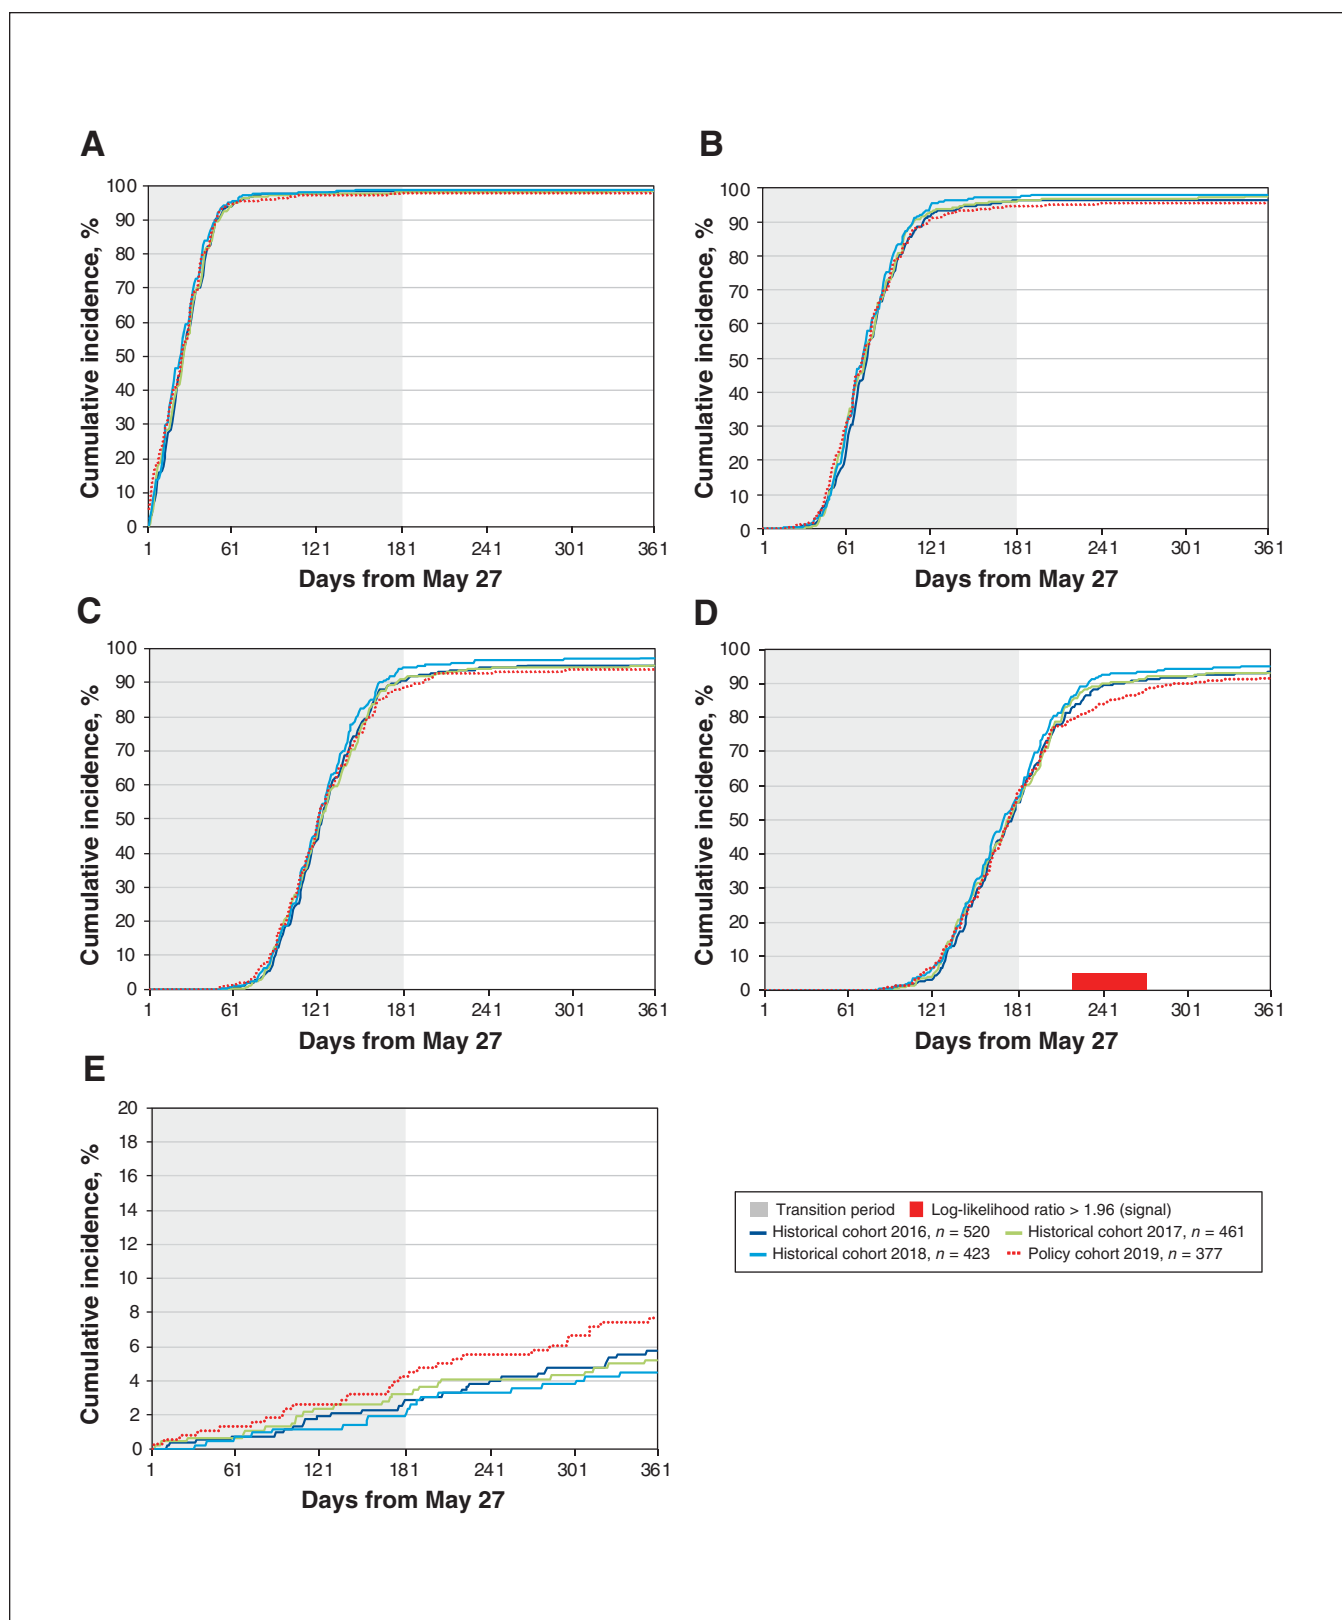 A
Cumulative incidence, %
100
90
80
70
60
50
40
30
20
10
0
1 61 121 181 241 301 361
Days from May 27
B
Cumulative incidence, %
100
90
80
70
60
50
40
30
20
10
0
1 61 121 181 241 301 361
Days from May 27
C
Cumulative incidence, %
100
90
80
70
60
50
40
30
20
10
0
1 61 121 181 241 301 361
Days from May 27
D
Cumulative incidence, %
100
90
80
70
60
50
40
30
20
10
0
1 61 121 181 241 301 361
Days from May 27
E
Cumulative incidence, %
20
18
16
14
12
10
8
6
4
2
0
1 61 121 181 241 301 361
Days from May 27
Transition period Log-likelihood ratio > 1.96 (signal)
Historical cohort 2016, n = 520 Historical cohort 2017, n = 461
Historical cohort 2018, n = 423 Policy cohort 2019, n = 377